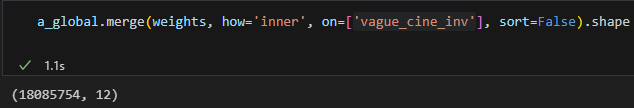 a_global.merge(weights, how='inner', on=['vague_cine_inv'], sort=False).shape
1.1s
(18085754, 12)